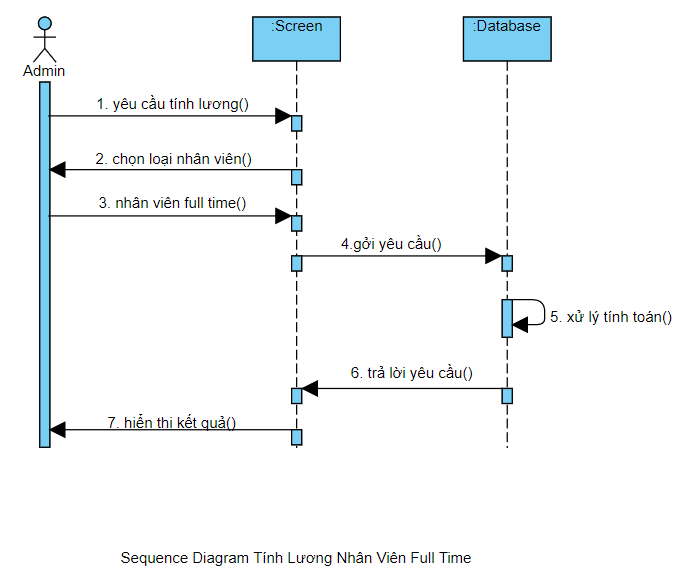 :Screen
:Database
Admin
1. yêu cầu tính lương()
2. chọn loại nhân viên()
3. nhân viên full time()
4.gởi yêu cầu()
5. xử lý tính toán()
6. trả lời yêu cầu()
7. hiển thi kết quả()
Sequence Diagram Tính Lương Nhân Viên Full Time